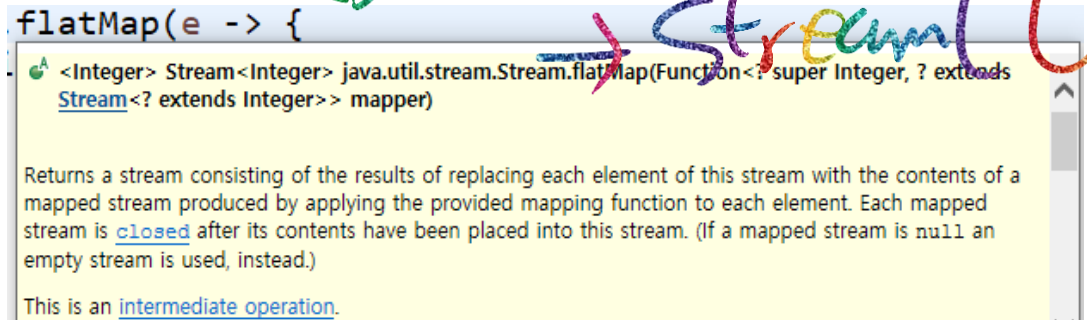 flatMap(e -> {
→ Stream(
<Integer> Stream<Integer> java.util.stream.Stream.flatMap(Function<? super Integer, ? extends
Stream<? extends Integer>> mapper)
Returns a stream consisting of the results of replacing each element of this stream with the contents of a
mapped stream produced by applying the provided mapping function to each element. Each mapped
stream is closed after its contents have been placed into this stream. (If a mapped stream is null an
empty stream is used, instead.)
This is an intermediate operation.